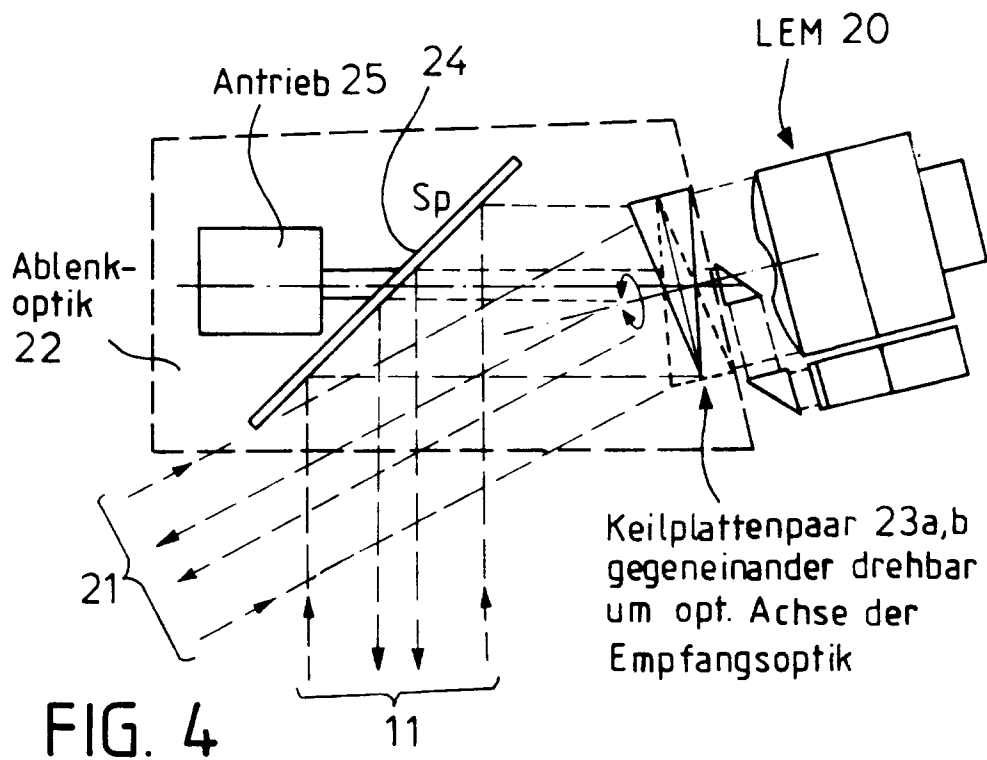 LEM 20
24
Antrieb 25
Sp
Ablenk-
optik
22
21
Keilplattenpaar 23a,b
gegeneinander drehbar
um opt. Achse der
Empfangsoptik
11
FIG. 4